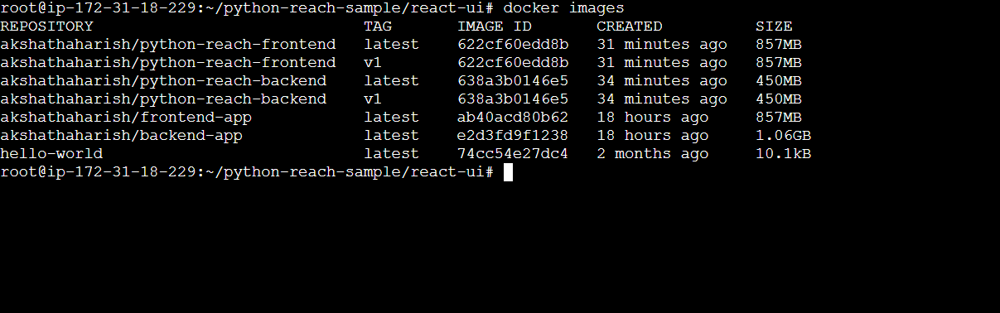 root@ip-172-31-18-229:~/python-reach-sample/react-ui# docker images
REPOSITORY TAG IMAGE ID CREATED SIZE
akshathaharish/python-reach-frontend latest 622cf60edd8b 31 minutes ago 857MB
akshathaharish/python-reach-frontend v1 622cf60edd8b 31 minutes ago 857MB
akshathaharish/python-reach-backend latest 638a3b0146e5 34 minutes ago 450MB
akshathaharish/python-reach-backend v1 638a3b0146e5 34 minutes ago 450MB
akshathaharish/frontend-app latest ab40acd80b62 18 hours ago 857MB
akshathaharish/backend-app latest e2d3fd9f1238 18 hours ago 1.06GB
hello-world latest 74cc54e27dc4 2 months ago 10.1kB
root@ip-172-31-18-229:~/python-reach-sample/react-ui#